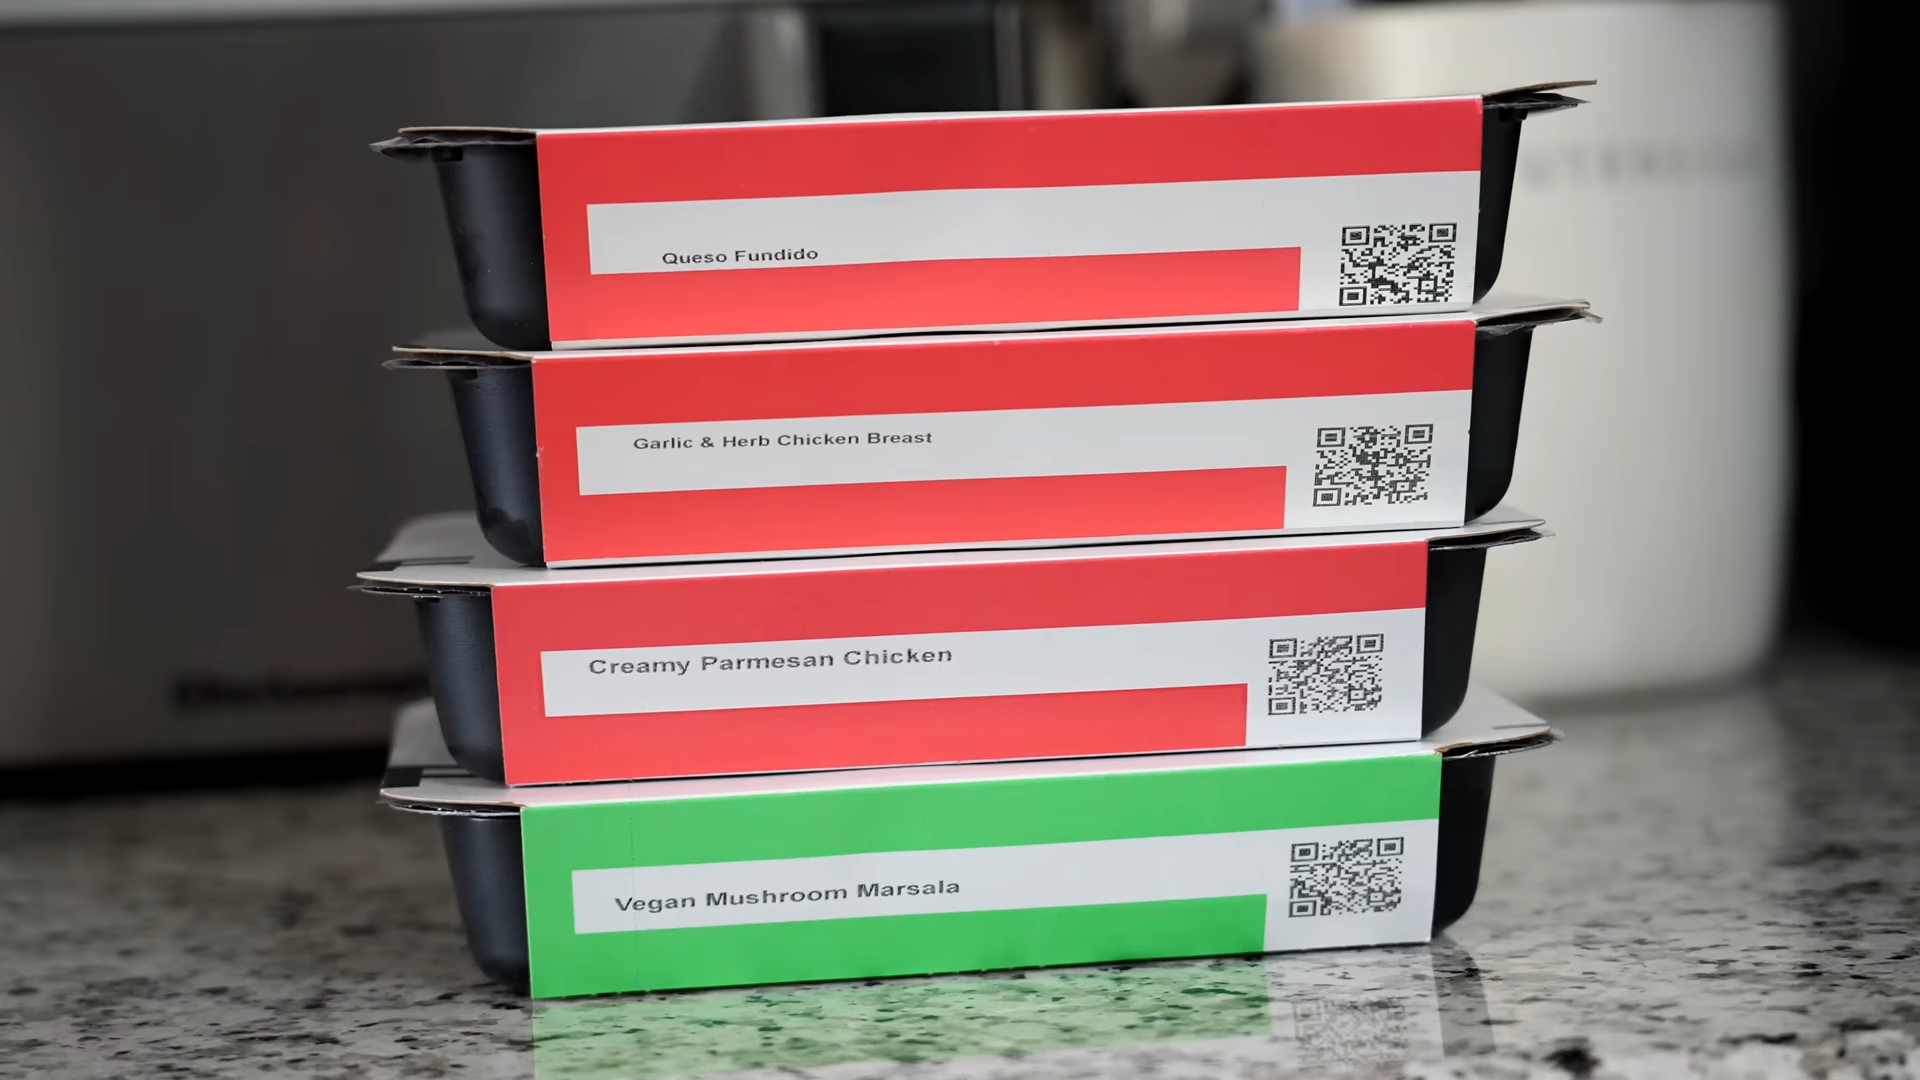 Queso Fundido
Garlic & Herb Chicken Breast
Creamy Parmesan Chicken
Vegan Mushroom Marsala